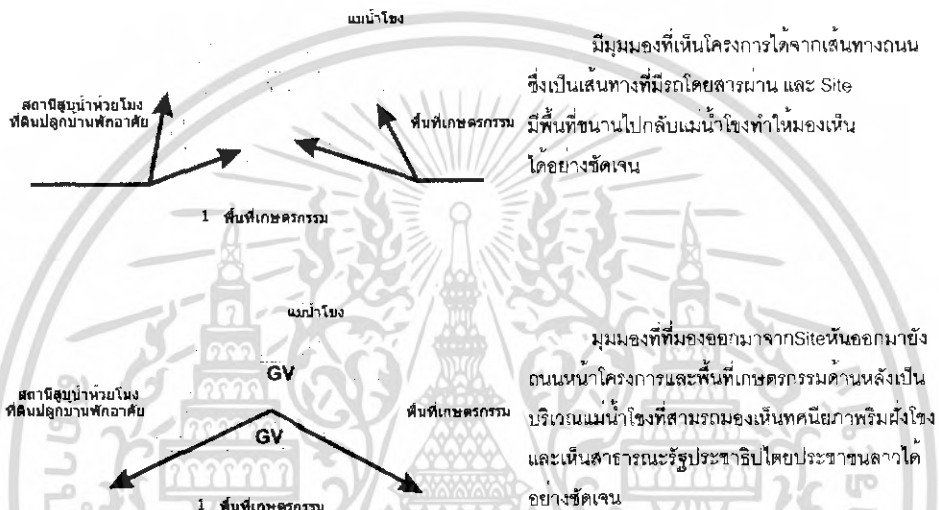 แม่น้ำโขง
มีมุมมองที่เห็นโครงการได้จากเส้นทางถนน
ซึ่งเป็นเส้นทางที่มีรถโดยสารผ่าน และ Site
มีพื้นที่ขนานไปกลับแม่น้ำโขงทำให้มองเห็น
ได้อย่างชัดเจน
สถานีสูบน้ำห้วยโมง
ที่ดินปลูกบานพักอาศัย
พื้นที่เกษตรกรรม
1 พื้นที่เกษตรกรรม
แม่น้ำโขง
GV
GV
สถานีสูบน้ำห้วยโมง
ที่ดินปลูกบานพักอาศัย
พื้นที่เกษตรกรรม
1 พื้นที่เกษตรกรรม
มุมมองที่ที่มองออกมาจากSiteหันออกมายัง
ถนนหน้าโครงการและพื้นที่เกษตรกรรมด้านหลังเป็น
บริเวณแม่น้ำโขงที่สามรถมองเห็นทศนียภาพริมฝั่งโขง
และเห็นสาธารณะรัฐประชาธิปไตยประชาชนลาวได้
อย่างชัดเจน